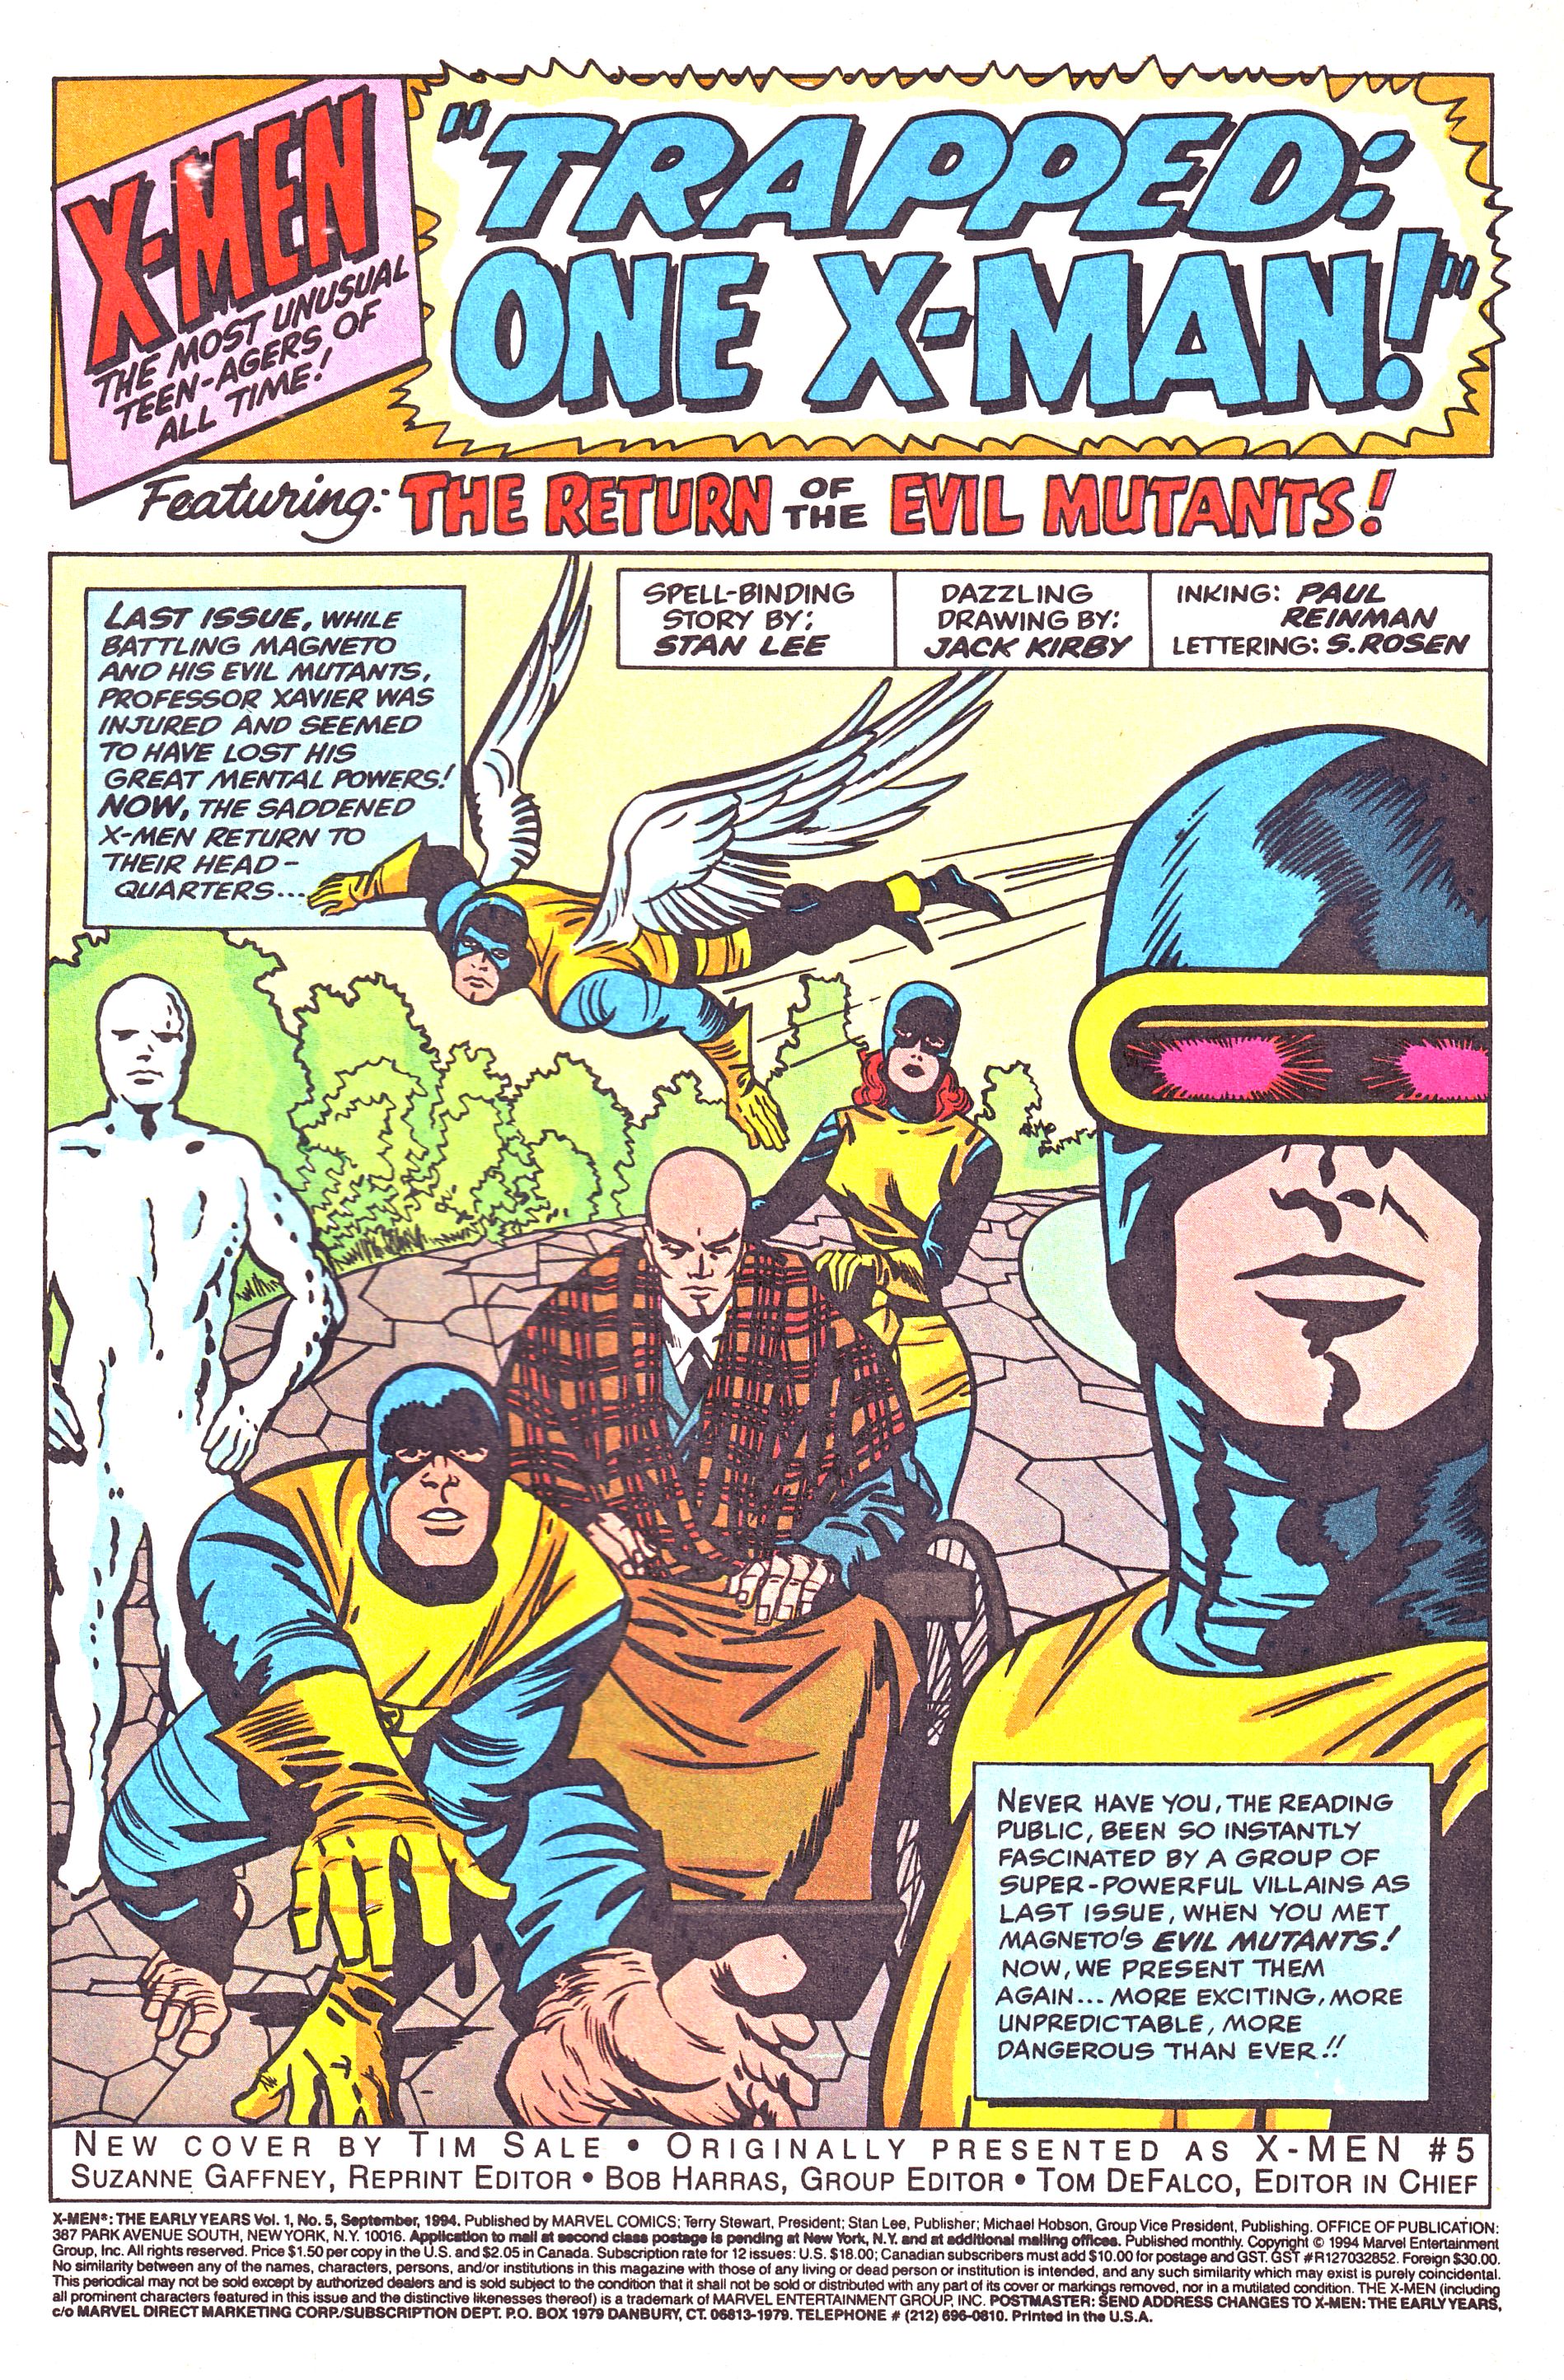 X-MEN
THE MOST UNUSUAL
TEEN-AGERS OF
ALL TIME!
"TRAPPED:
ONE X-MAN!"
Featuring: THE RETURN OF THE EVIL MUTANTS!
LAST ISSUE, WHILE
BATTLING MAGNETO
AND HIS EVIL MUTANTS,
PROFESSOR XAVIER WAS
INJURED AND SEEMED
TO HAVE LOST HIS
GREAT MENTAL POWERS!
NOW, THE SADDENED
X-MEN RETURN TO
THEIR HEAD-
QUARTERS...
SPELL-BINDING
STORY BY:
STAN LEE
DAZZLING
DRAWING BY:
JACK KIRBY
INKING: PAUL
REINMAN
LETTERING: S. ROSEN
NEVER HAVE YOU, THE READING
PUBLIC, BEEN SO INSTANTLY
FASCINATED BY A GROUP OF
SUPER-POWERFUL VILLAINS AS
LAST ISSUE, WHEN YOU MET
MAGNETO'S EVIL MUTANTS!
NOW, WE PRESENT THEM
AGAIN... MORE EXCITING, MORE
UNPREDICTABLE, MORE
DANGEROUS THAN EVER!!
NEW COVER BY TIM SALE • ORIGINALLY PRESENTED AS X-MEN #5
SUZANNE GAFFNEY, REPRINT EDITOR • BOB HARRAS, GROUP EDITOR • TOM DEFALCO, EDITOR IN CHIEF
X-MEN®: THE EARLY YEARS Vol. 1, No. 5, September, 1994. Published by MARVEL COMICS; Terry Stewart, President; Stan Lee, Publisher; Michael Hobson, Group Vice President, Publishing. OFFICE OF PUBLICATION:
387 PARK AVENUE SOUTH, NEW YORK, N.Y. 10016. Application to mail at second class postage is pending at New York, N.Y. and at additional mailing offices. Published monthly. Copyright © 1994 Marvel Entertainment
Group, Inc. All rights reserved. Price $1.50 per copy in the U.S. and $2.05 in Canada. Subscription rate for 12 issues: U.S. $18.00; Canadian subscribers must add $10.00 for postage and GST. GST #R127032852. Foreign $30.00.
No similarity between any of the names, characters, persons, and/or institutions in this magazine with those of any living or dead person or institution is intended, and any such similarity which may exist is purely coincidental.
This periodical may not be sold except by authorized dealers and is sold subject to the condition that it shall not be sold or distributed with any part of its cover or markings removed, nor in a mutilated condition. THE X-MEN (including
all prominent characters featured in this issue and the distinctive likenesses thereof) is a trademark of MARVEL ENTERTAINMENT GROUP, INC. POSTMASTER: SEND ADDRESS CHANGES TO X-MEN: THE EARLY YEARS,
c/o MARVEL DIRECT MARKETING CORP./SUBSCRIPTION DEPT. P.O. BOX 1979 DANBURY, CT. 06813-1979. TELEPHONE # (212) 696-0810. Printed in the U.S.A.